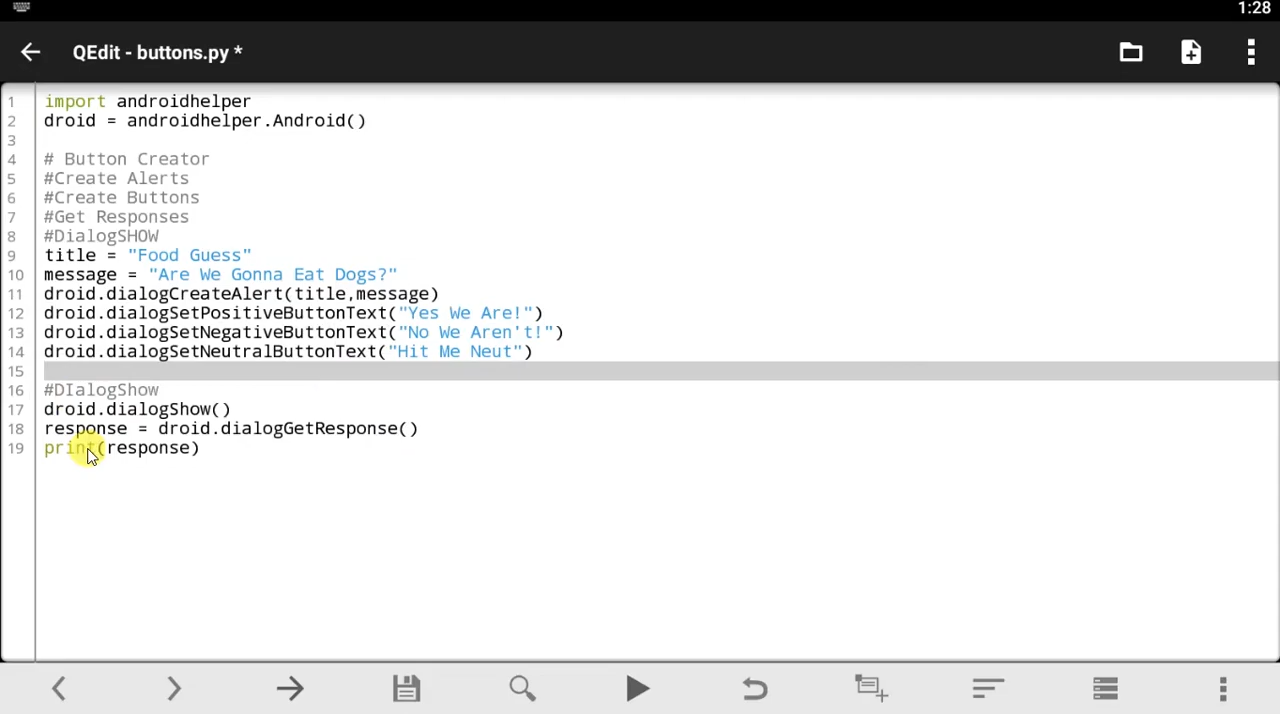 1:28
QEdit - buttons.py *
1 import androidhelper
2 droid = androidhelper.Android()
3
4 # Button Creator
5 #Create Alerts
6 #Create Buttons
7 #Get Responses
8 #DialogSHOW
9 title = "Food Guess"
10 message = "Are We Gonna Eat Dogs?"
11 droid.dialogCreateAlert(title,message)
12 droid.dialogSetPositiveButtonText("Yes We Are!")
13 droid.dialogSetNegativeButtonText("No We Aren't!")
14 droid.dialogSetNeutralButtonText("Hit Me Neut")
15
16 #DIalogShow
17 droid.dialogShow()
18 response = droid.dialogGetResponse()
19 print(response)